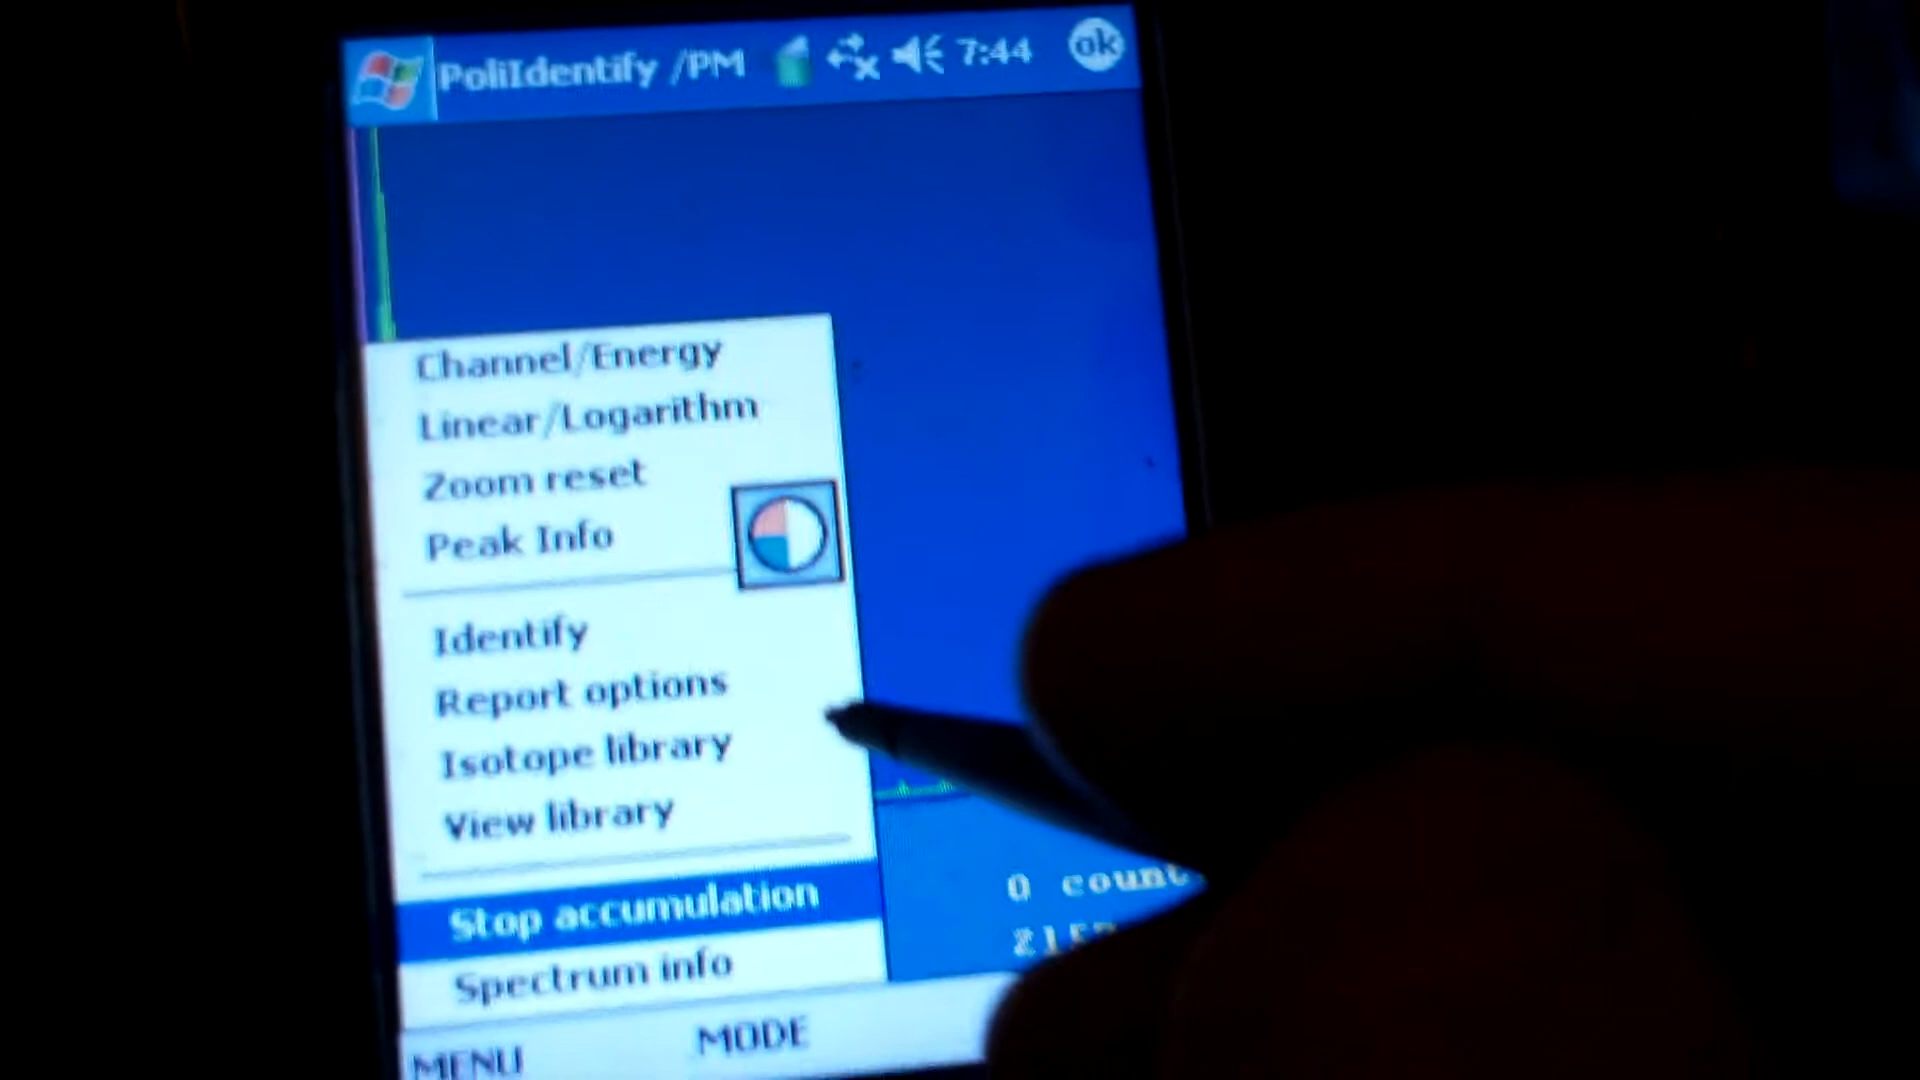 PoliIdentify /PM 7:44 ok
Channel/Energy
Linear/Logarithm
Zoom reset
Peak Info
Identify
Report options
Isotope library
View library
Stop accumulation
Spectrum info
0 count
MENU MODE